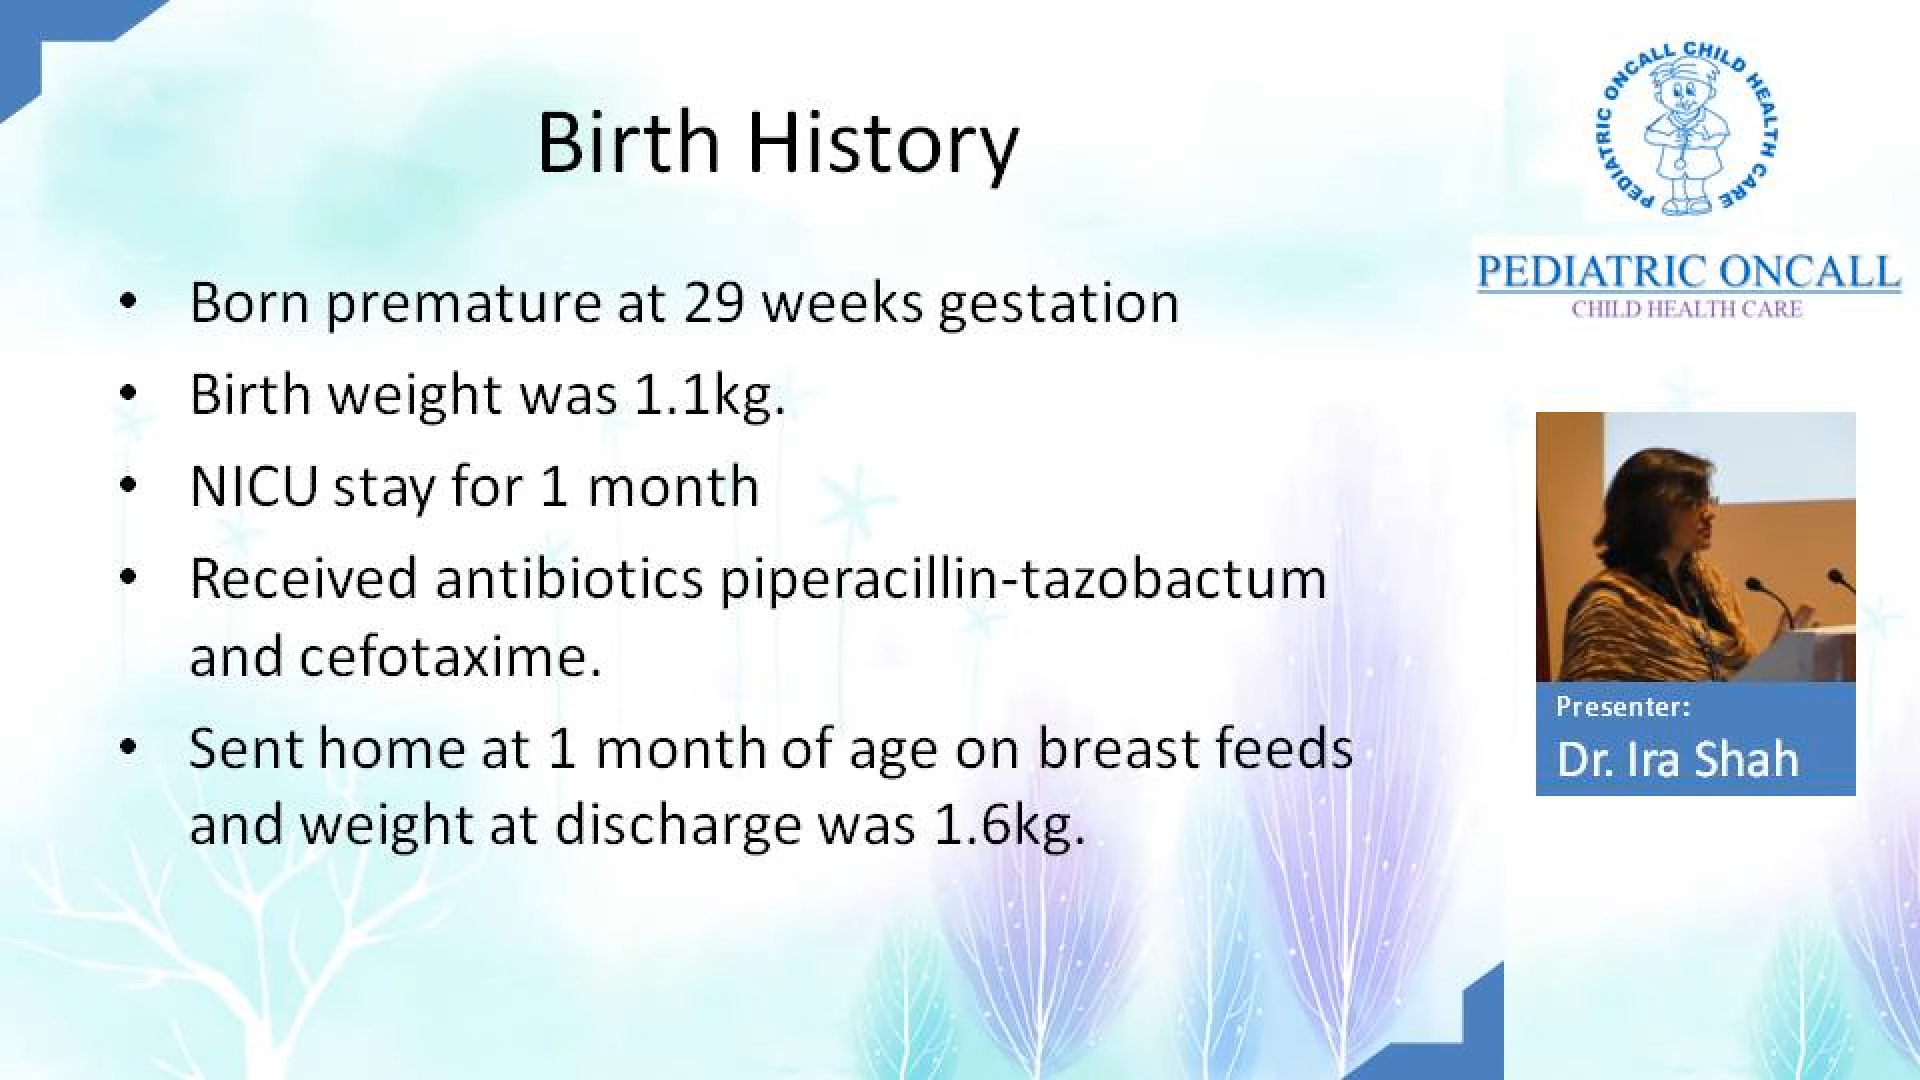 Birth History
• Born premature at 29 weeks gestation
• Birth weight was 1.1kg.
• NICU stay for 1 month
• Received antibiotics piperacillin-tazobactum
and cefotaxime.
• Sent home at 1 month of age on breast feeds
and weight at discharge was 1.6kg.
PEDIATRIC ONCALL CHILD HEALTH CARE
PEDIATRIC ONCALL
CHILD HEALTH CARE
Presenter:
Dr. Ira Shah